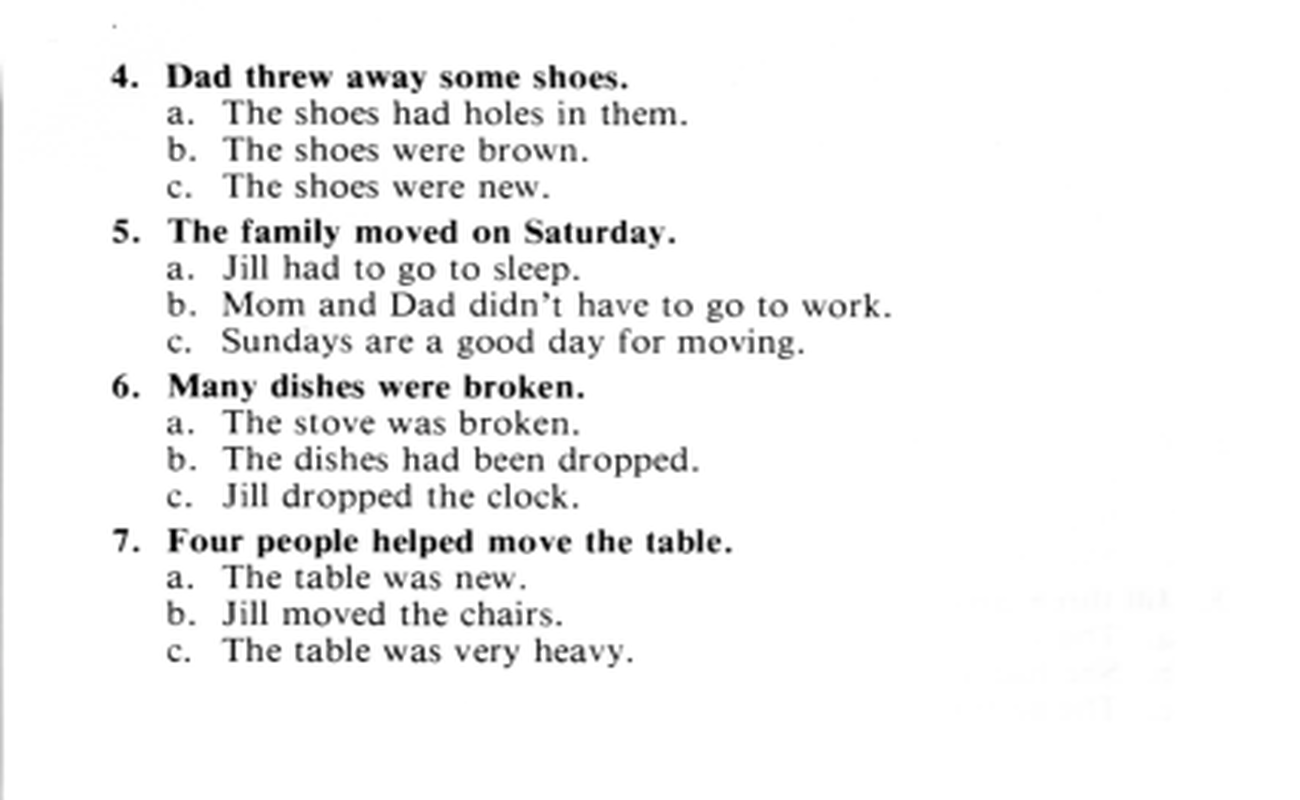 4. Dad threw away some shoes.
a. The shoes had holes in them.
b. The shoes were brown.
c. The shoes were new.
5. The family moved on Saturday.
a. Jill had to go to sleep.
b. Mom and Dad didn't have to go to work.
c. Sundays are a good day for moving.
6. Many dishes were broken.
a. The stove was broken.
b. The dishes had been dropped.
c. Jill dropped the clock.
7. Four people helped move the table.
a. The table was new.
b. Jill moved the chairs.
c. The table was very heavy.